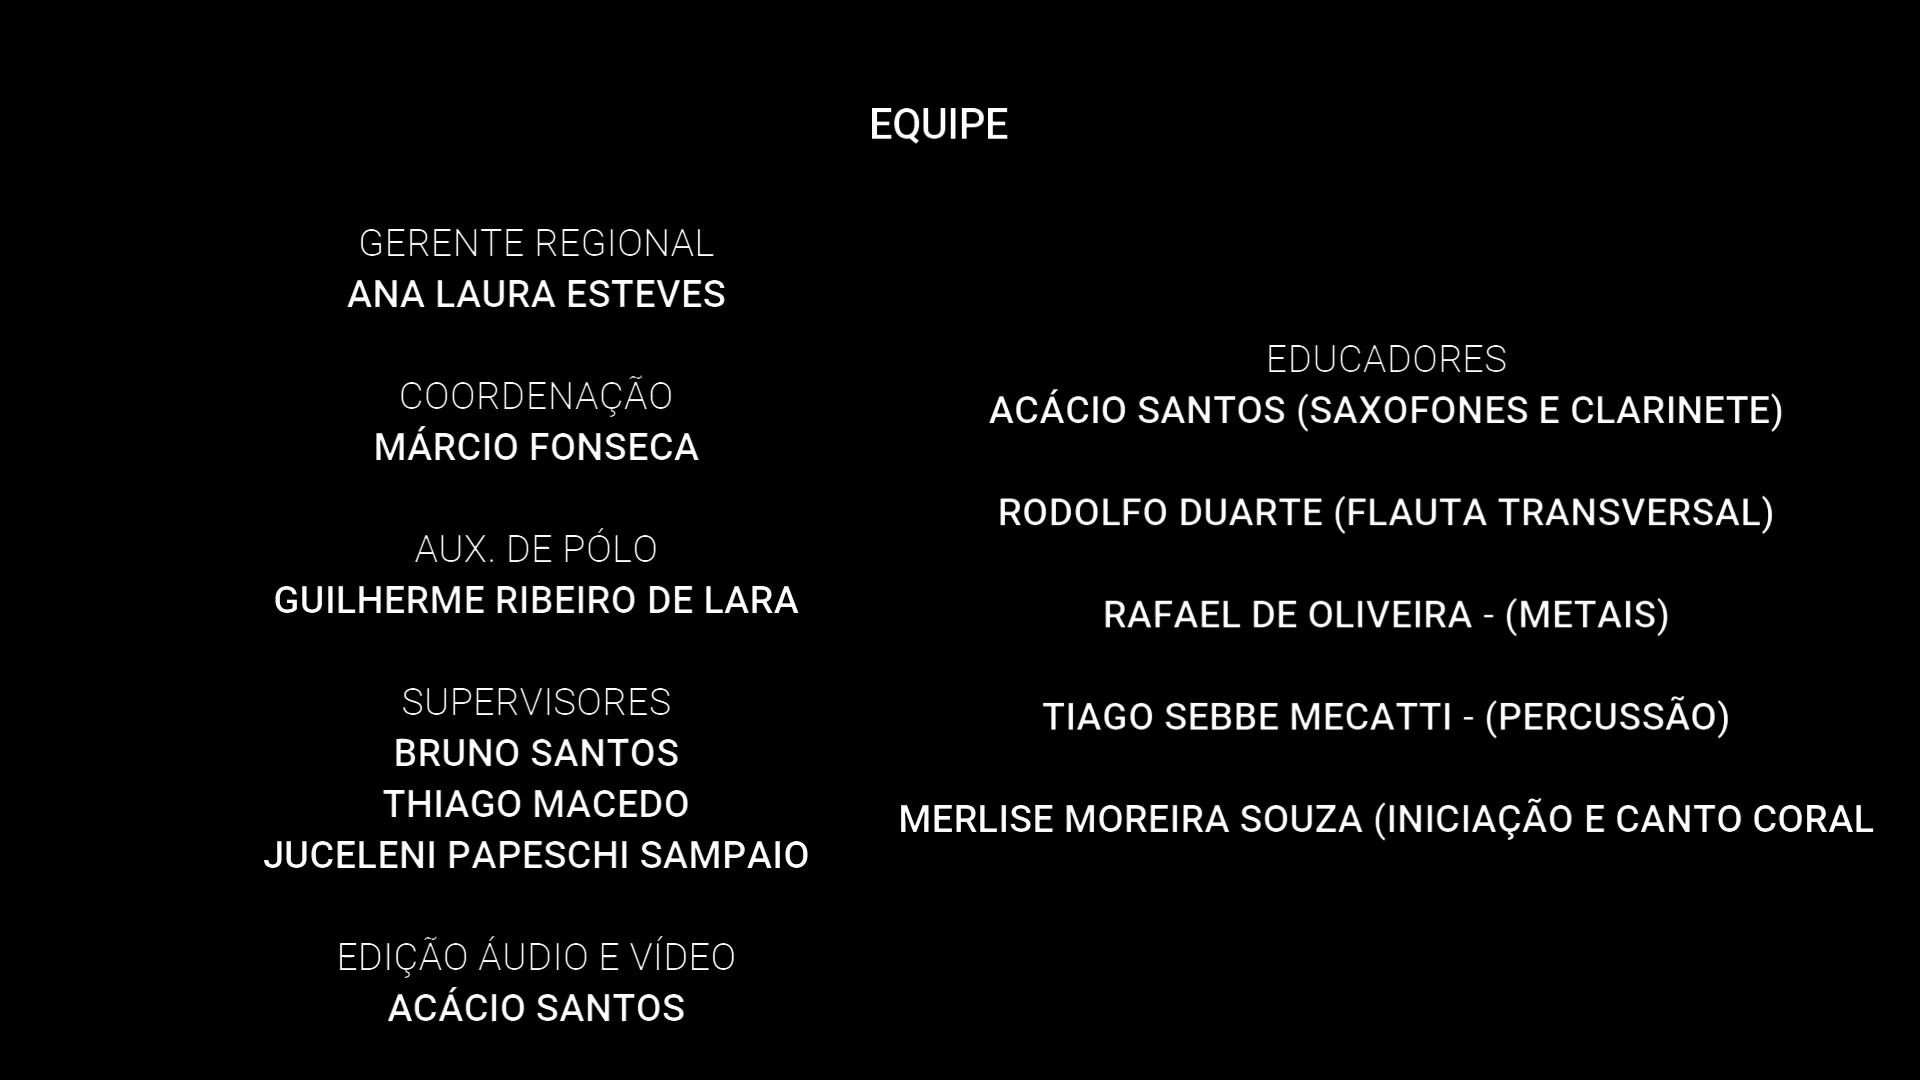 EQUIPE
GERENTE REGIONAL
ANA LAURA ESTEVES
COORDENAÇÃO
MÁRCIO FONSECA
AUX. DE PÓLO
GUILHERME RIBEIRO DE LARA
SUPERVISORES
BRUNO SANTOS
THIAGO MACEDO
JUCELENI PAPESCHI SAMPAIO
EDIÇÃO ÁUDIO E VÍDEO
ACÁCIO SANTOS
EDUCADORES
ACÁCIO SANTOS (SAXOFONES E CLARINETE)
RODOLFO DUARTE (FLAUTA TRANSVERSAL)
RAFAEL DE OLIVEIRA - (METAIS)
TIAGO SEBBE MECATTI - (PERCUSSÃO)
MERLISE MOREIRA SOUZA (INICIAÇÃO E CANTO CORAL